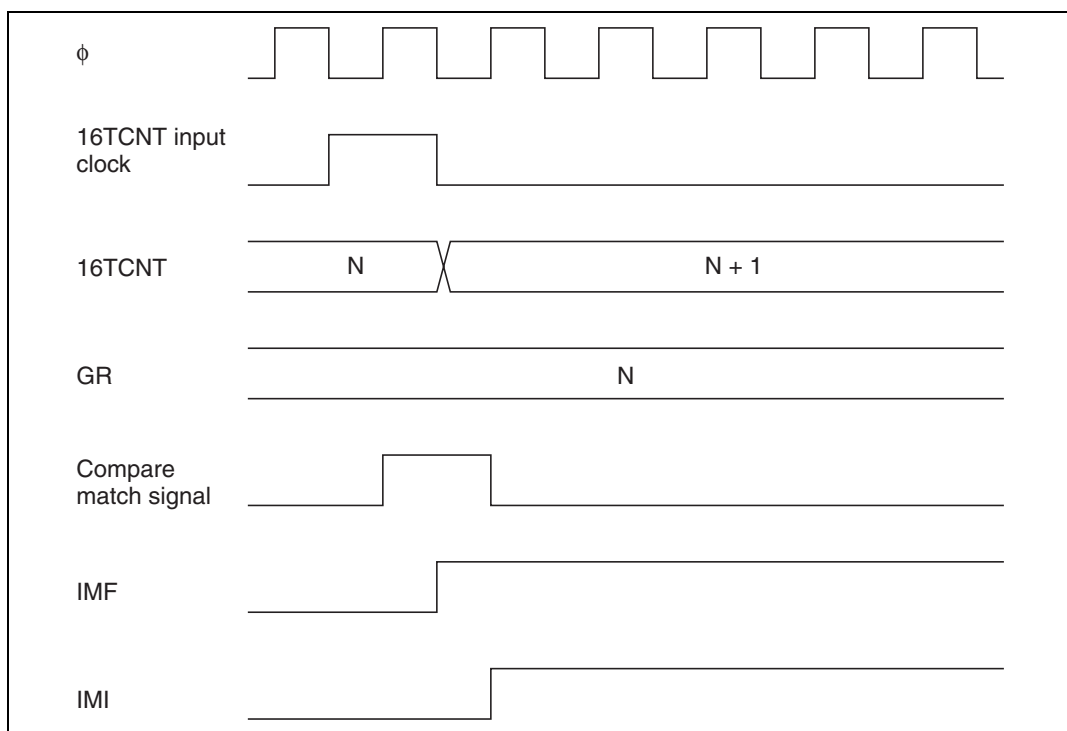 ϕ
16TCNT input
clock
16TCNT
N
N + 1
GR
N
Compare
match signal
IMF
IMI